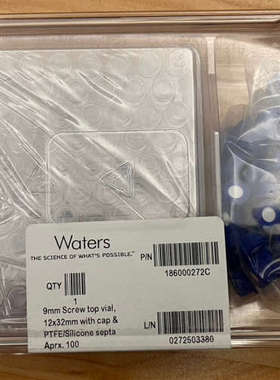 Waters
THE SCIENCE OF WHAT'S POSSIBLE.™
P/N
186000272C
QTY
1
9mm Screw top vial,
12x32mm with cap &
PTFE/Silicone septa
Aprx. 100
L/N
0272503380